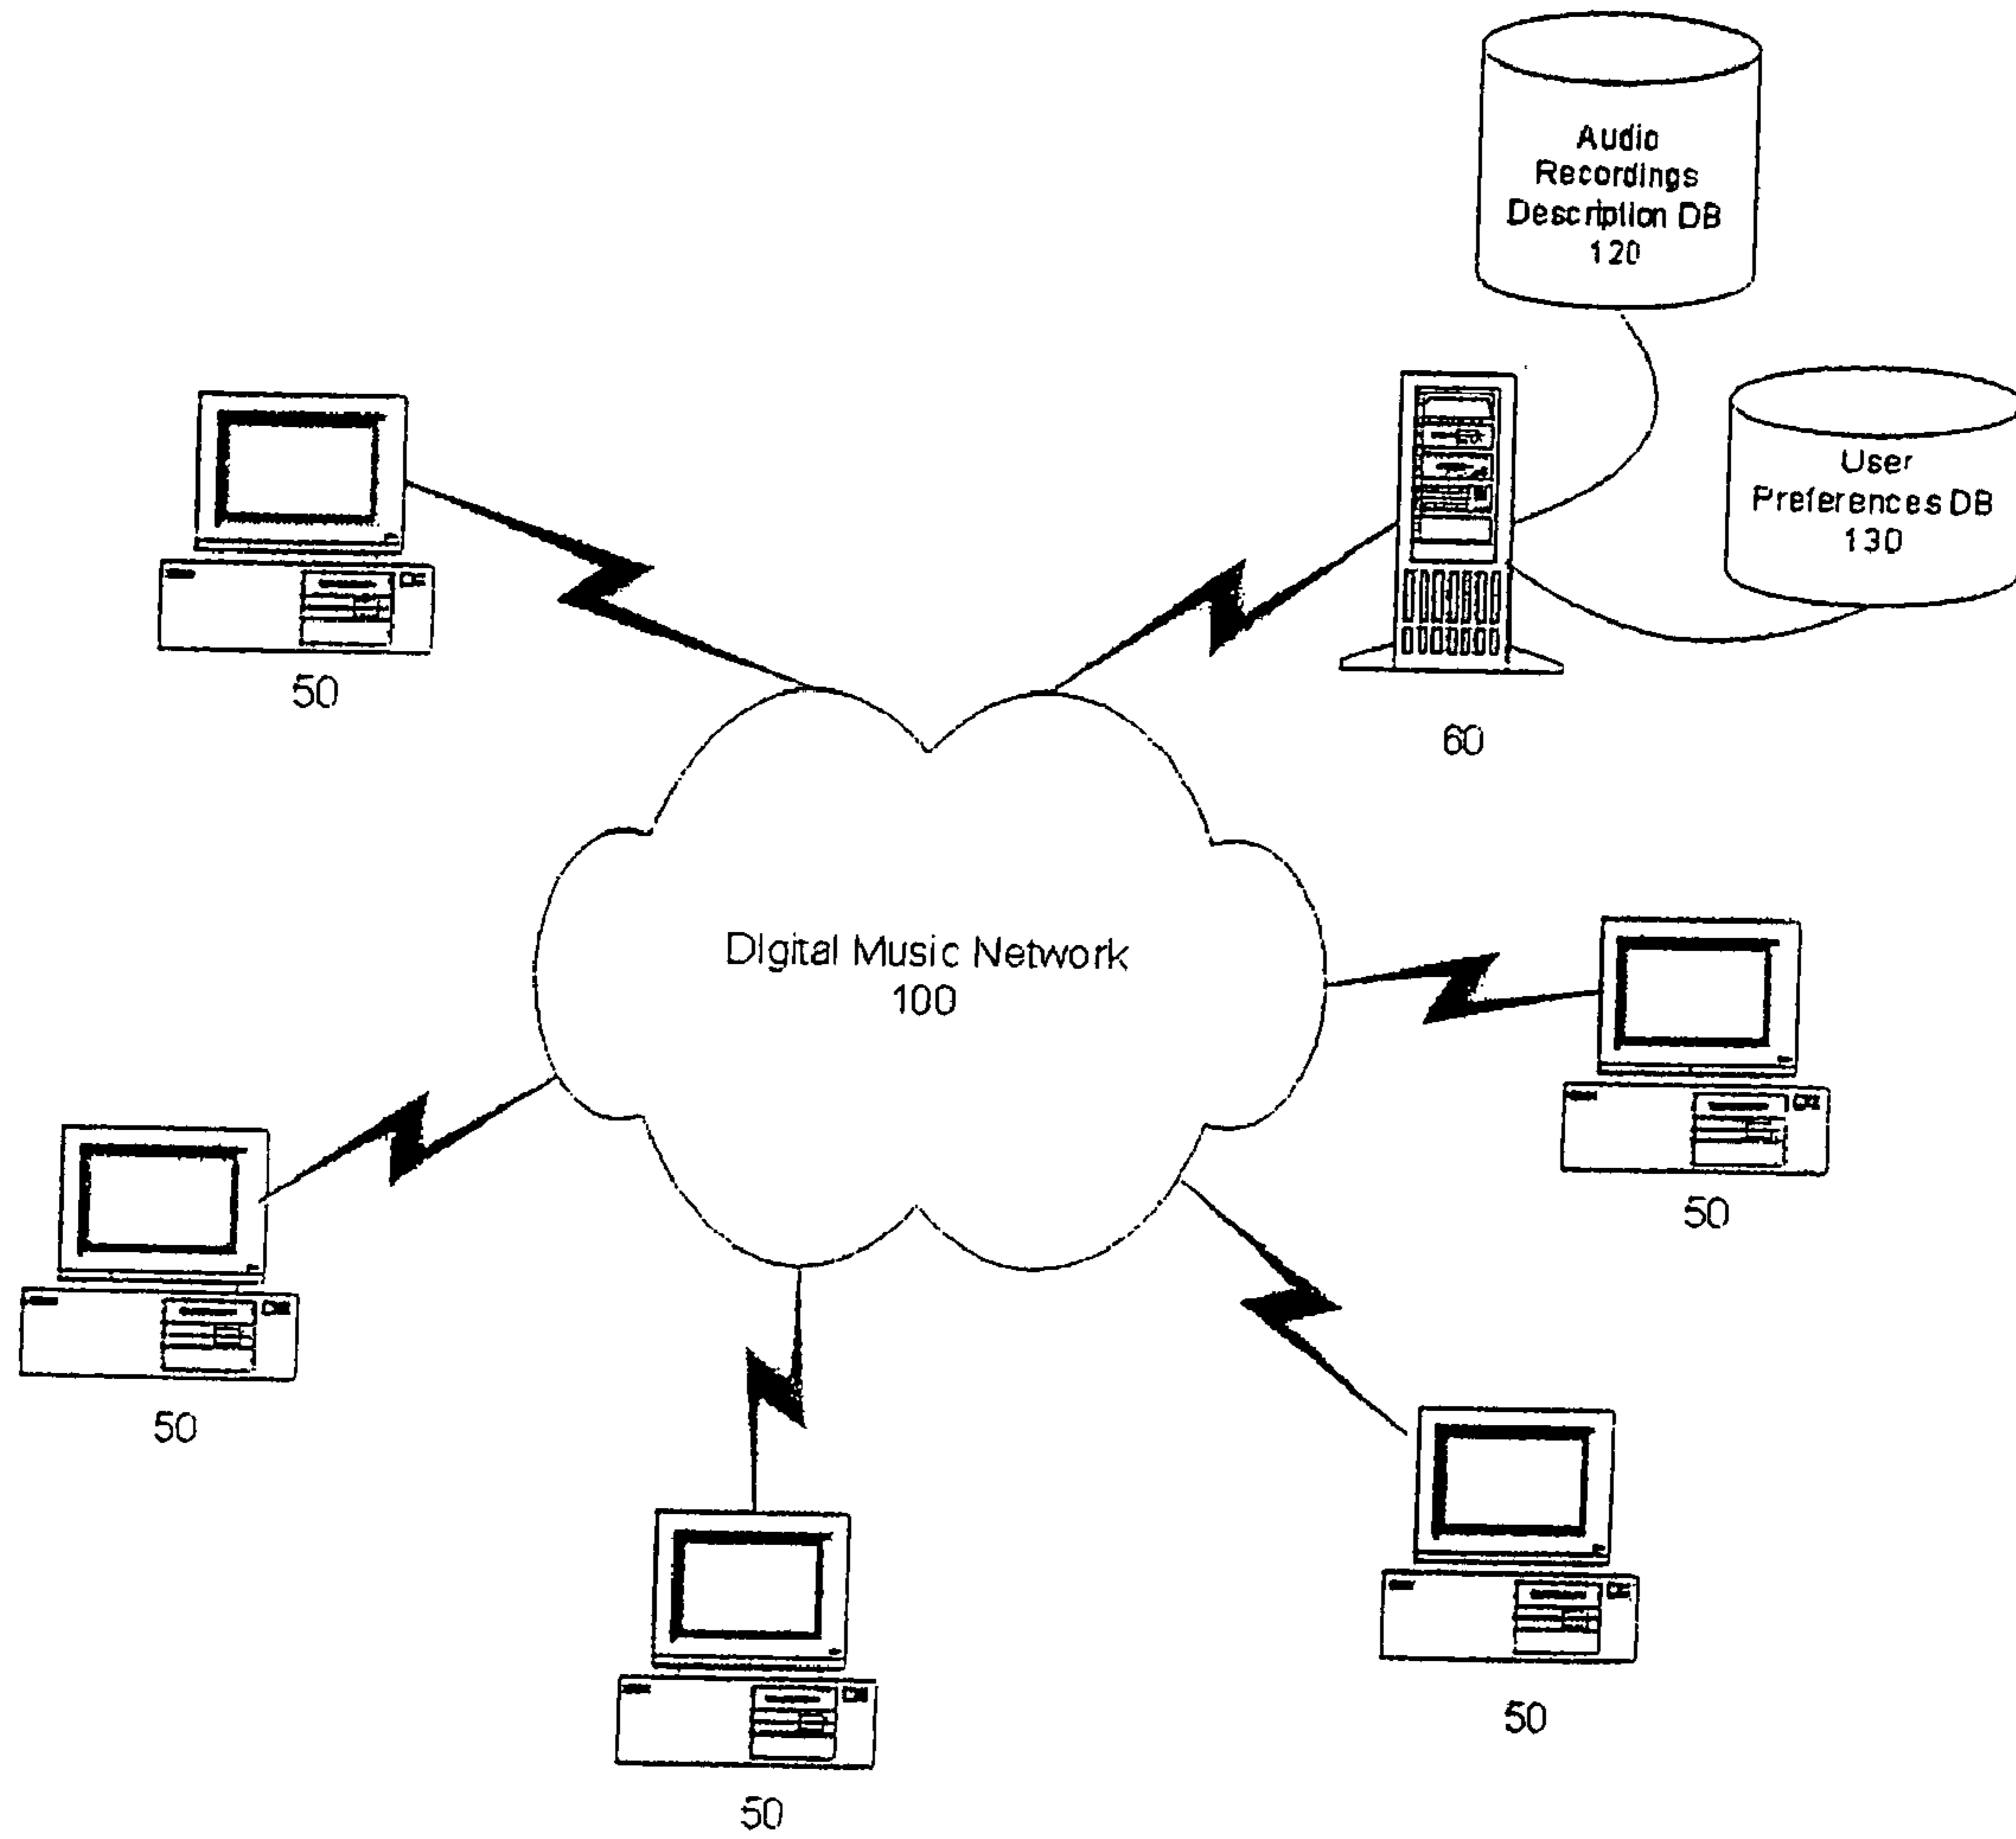 Audio
Recordings
Description DB
120
User
Preferences DB
130
50
60
Digital Music Network
100
50
50
50
50